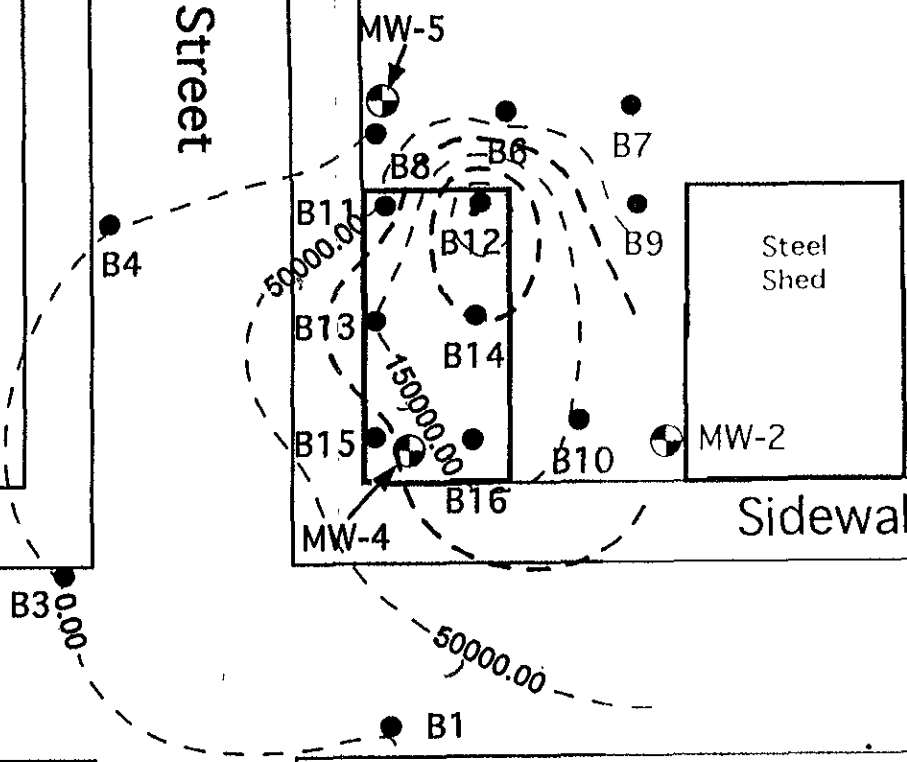 Street
MW-5
B7
B6
B8
B11
B12
B9
Steel
Shed
B4
50000.00
B13
B14
150000.00
B15
B10
MW-2
B16
MW-4
Sidewal
B3
0.00
50000.00
B1